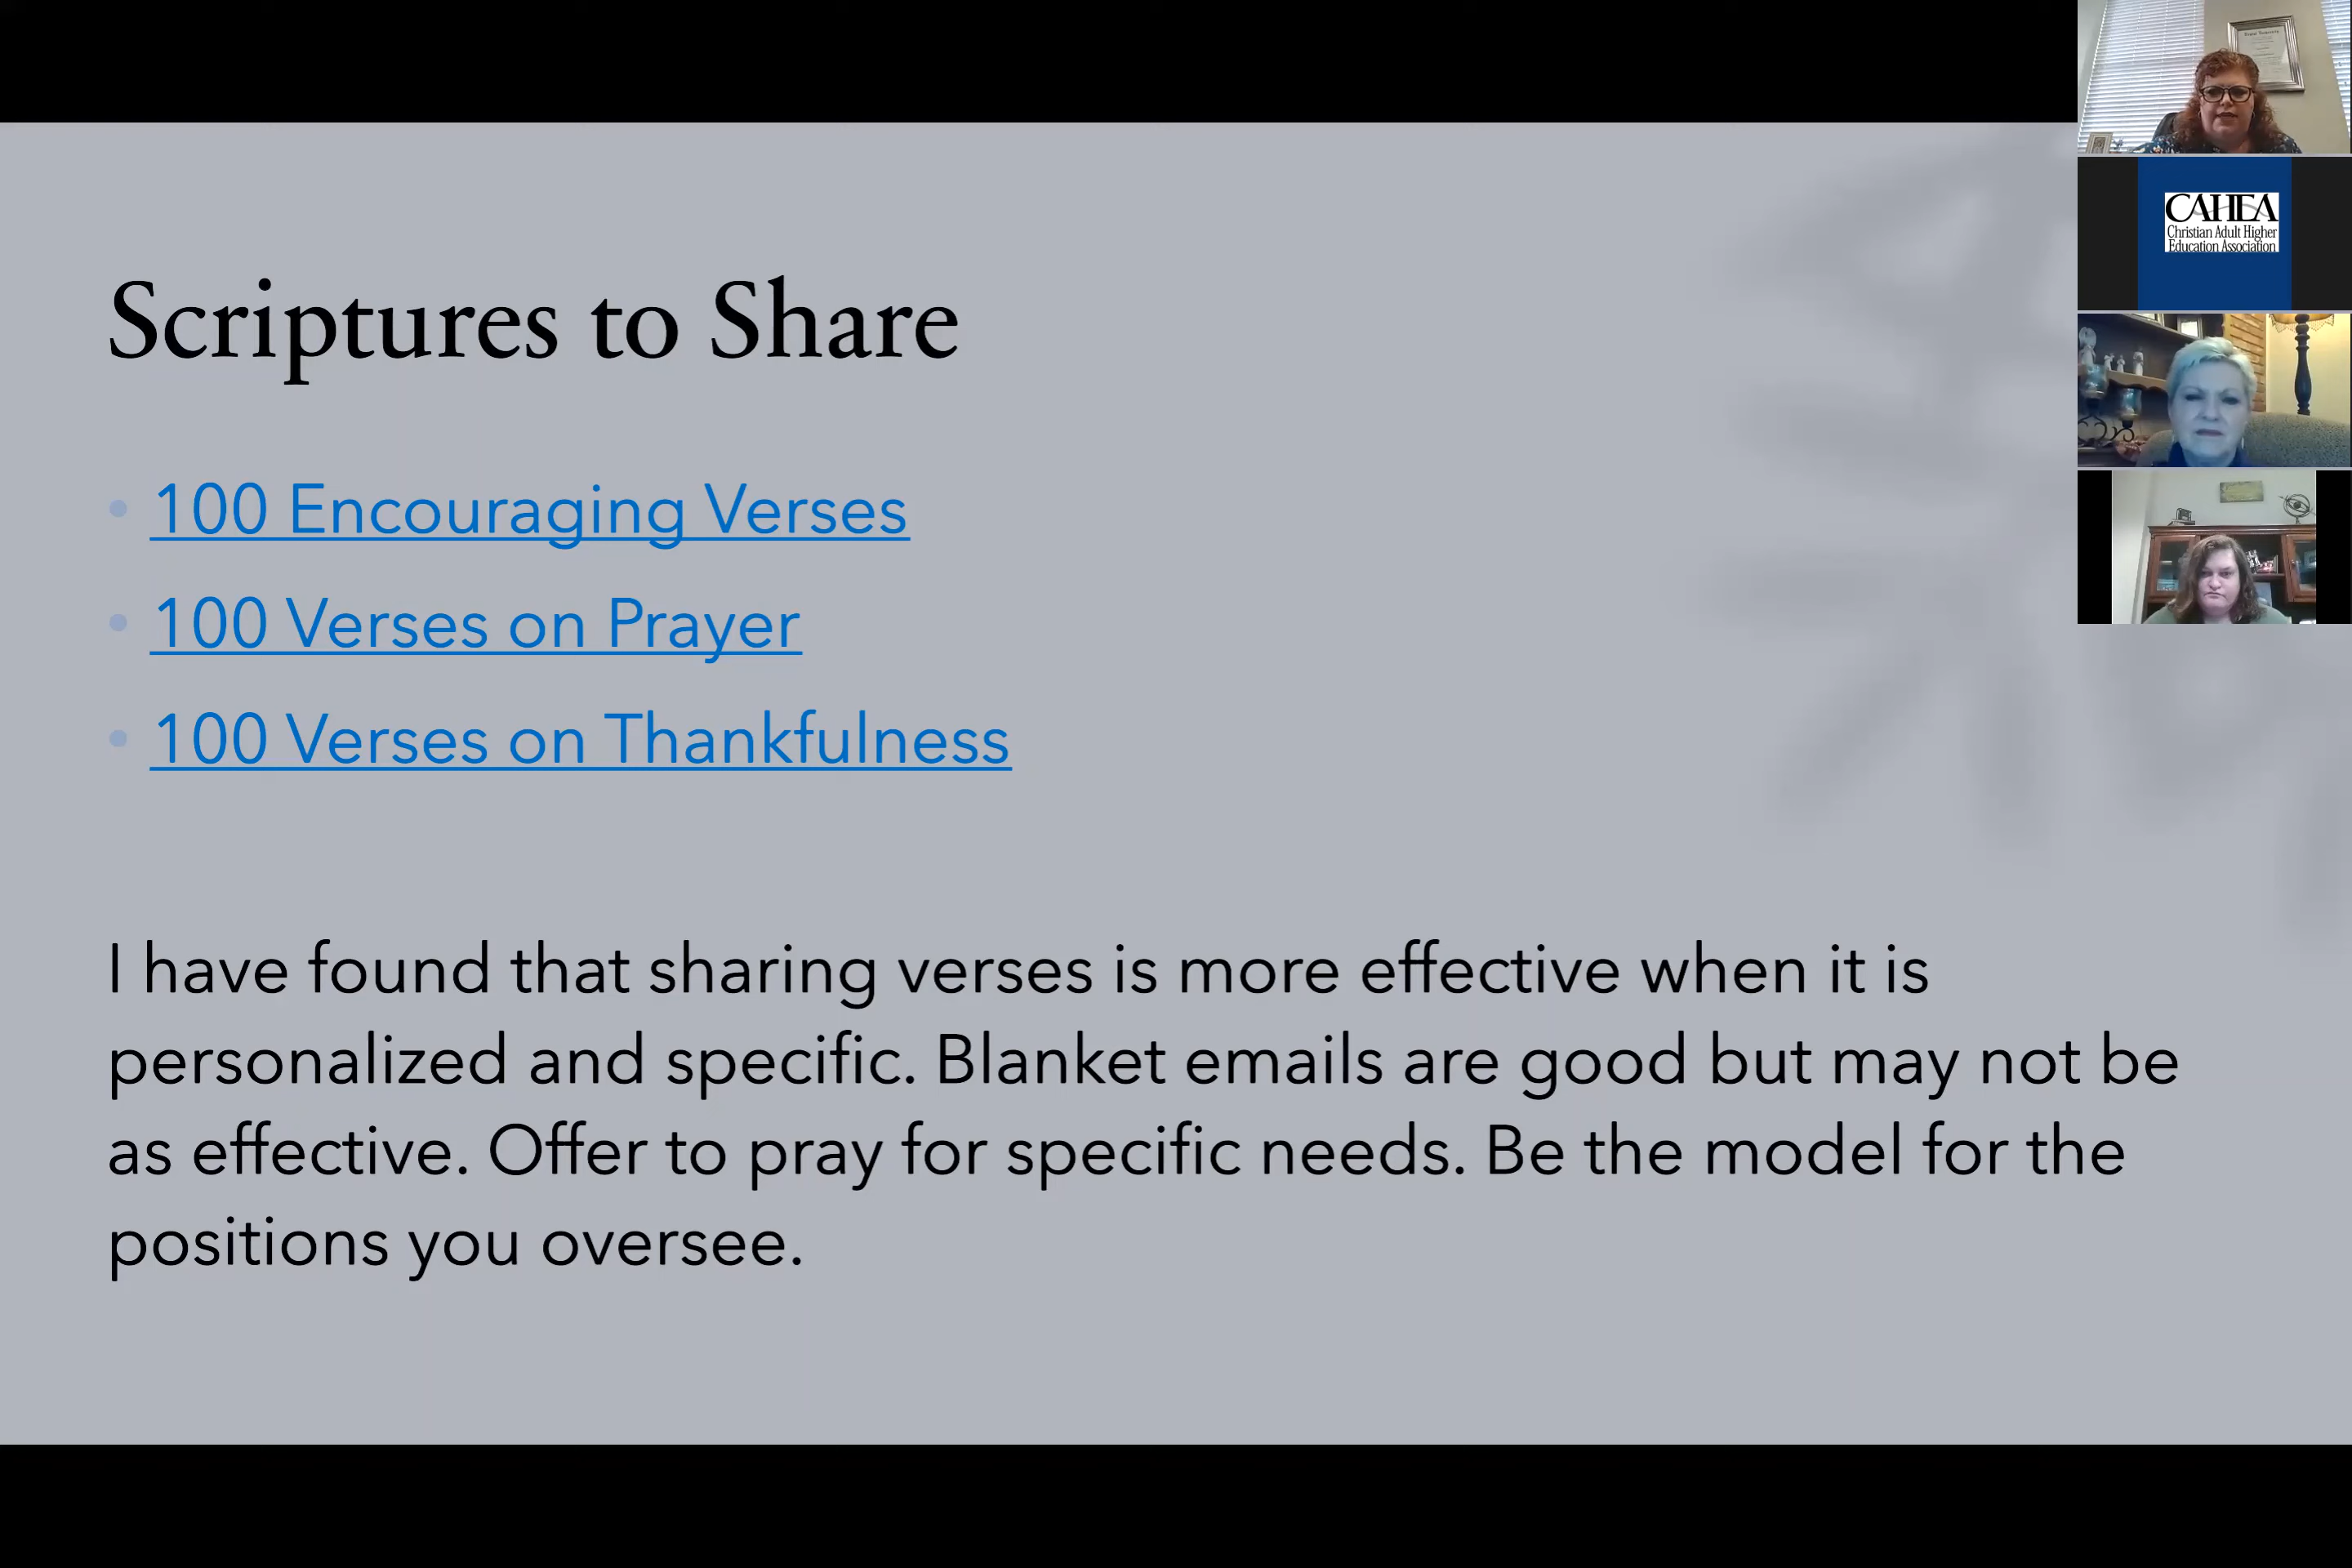 Scriptures to Share
• 100 Encouraging Verses
• 100 Verses on Prayer
• 100 Verses on Thankfulness
I have found that sharing verses is more effective when it is
personalized and specific. Blanket emails are good but may not be
as effective. Offer to pray for specific needs. Be the model for the
positions you oversee.
CAHEA
Christian Adult Higher
Education Association